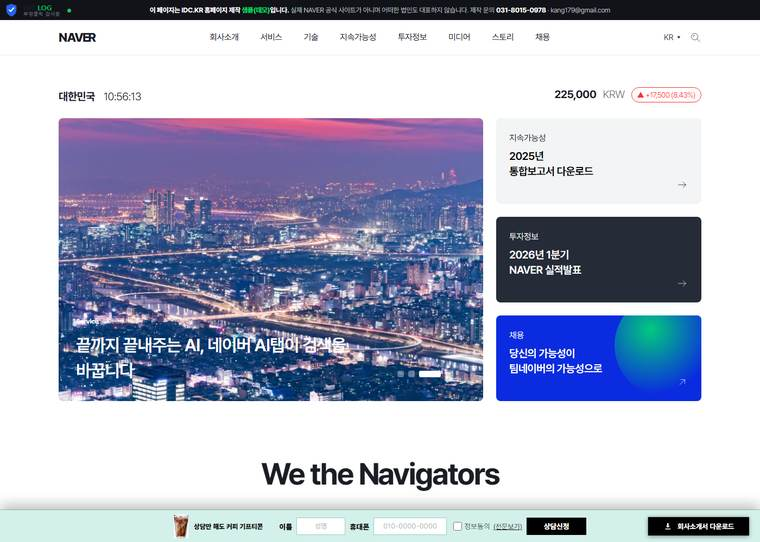 LOG
부정클릭 감시중
이 페이지는 IDC.KR 홈페이지 제작 샘플(데모)입니다. 실제 NAVER 공식 사이트가 아니며 어떠한 법인도 대표하지 않습니다. 제작 문의 031-8015-0978 · kang179@gmail.com
NAVER
회사소개 서비스 기술 지속가능성 투자정보 미디어 스토리 채용
KR
대한민국 10:56:13
225,000 KRW ▲ +17,500 (8.43%)
Service
끝까지 끝내주는 AI, 네이버 AI탭이 검색을
바꿉니다
지속가능성
2025년
통합보고서 다운로드
투자정보
2026년 1분기
NAVER 실적발표
채용
당신의 가능성이
팀네이버의 가능성으로
We the Navigators
상담만 해도 커피 기프티콘 이름 성명 휴대폰 010-0000-0000 정보동의 (전문보기) 상담신청
회사소개서 다운로드